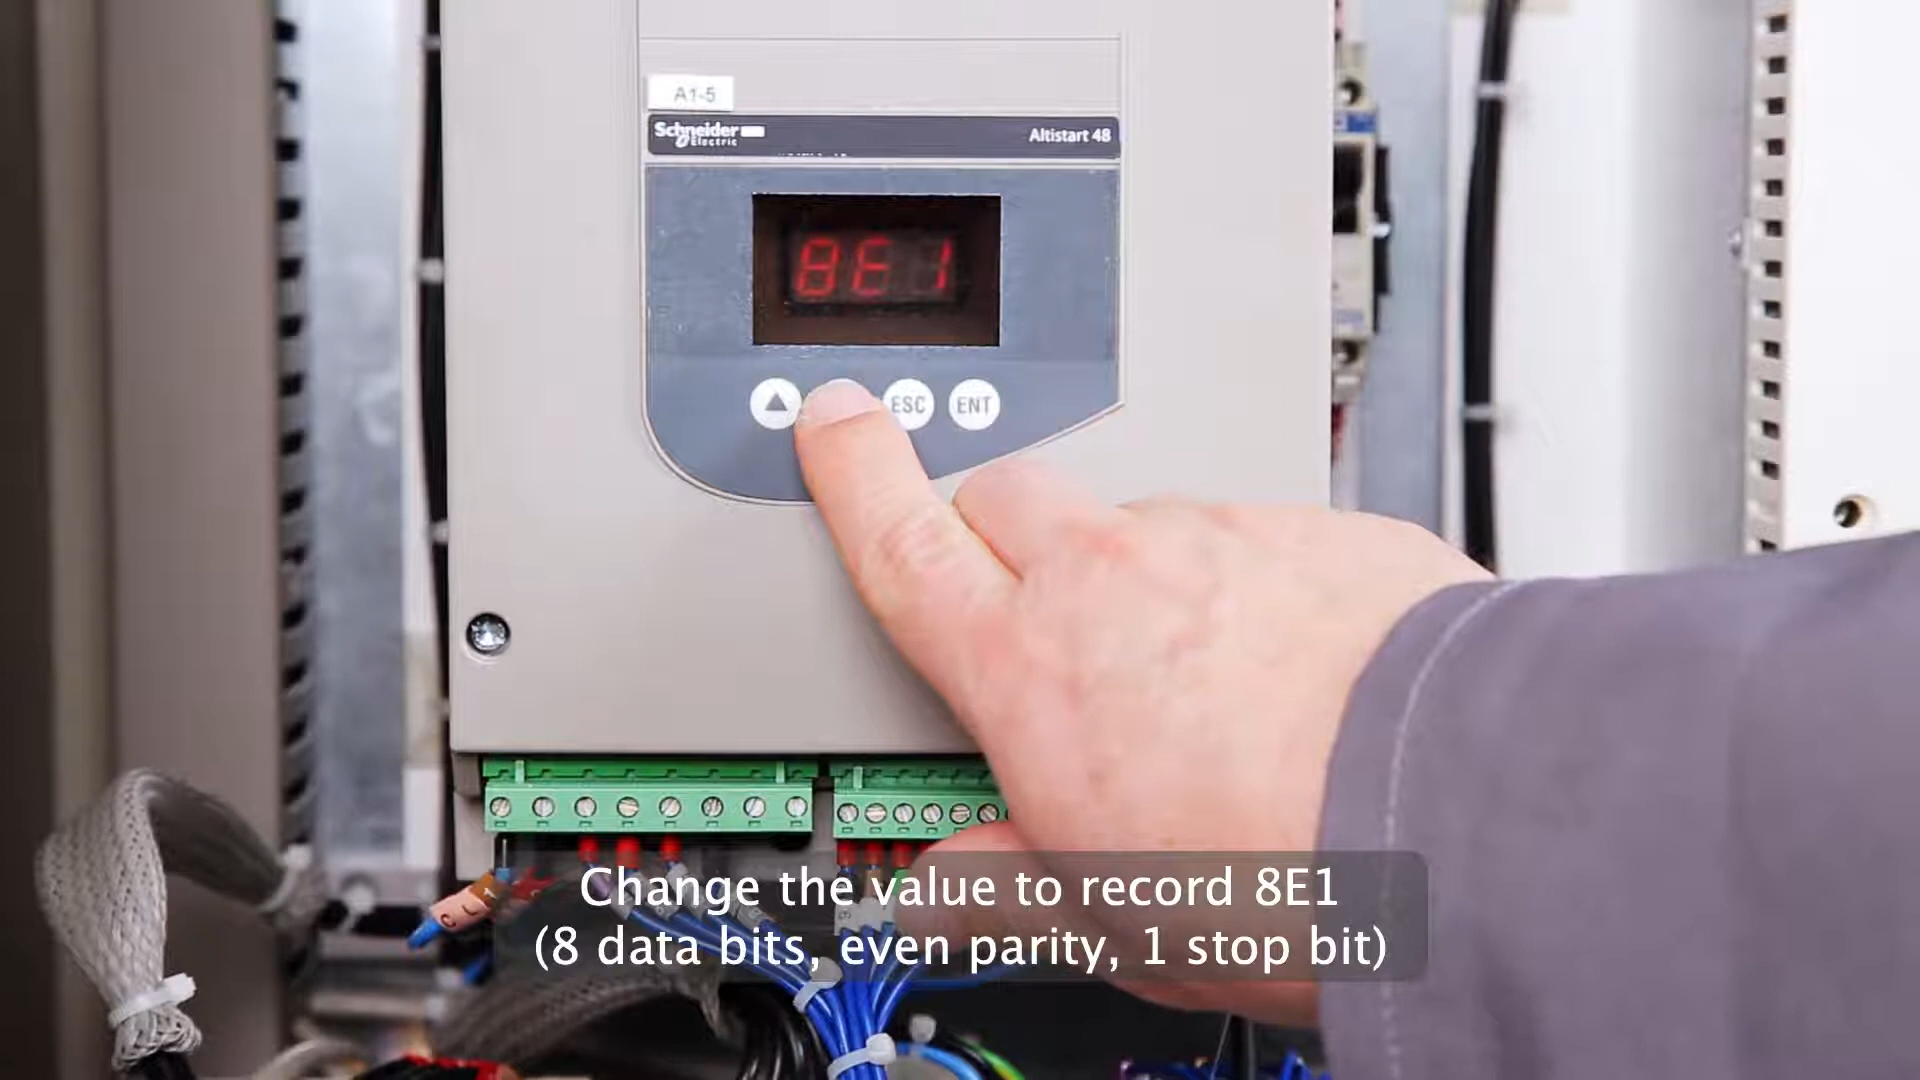 A1-5
Schneider
Electric
Altistart 48
8E1
ESC
ENT
Change the value to record 8E1
(8 data bits, even parity, 1 stop bit)